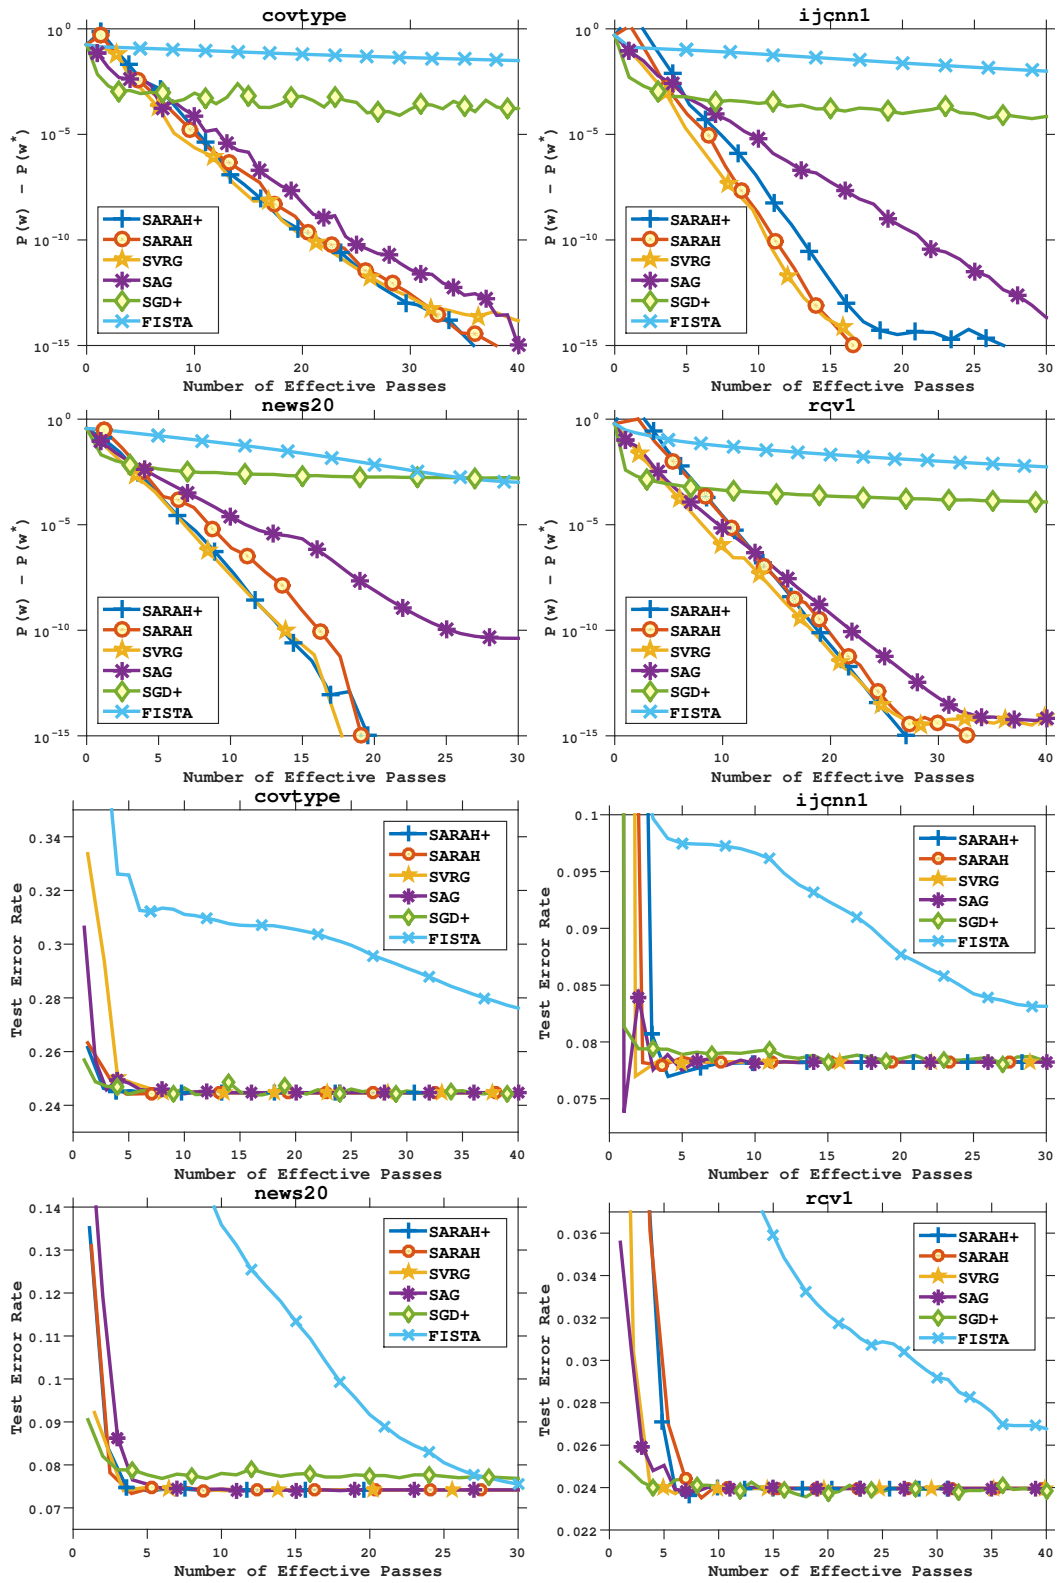 covtype
10^0
10^-5
10^-10
10^-15
P(w) - P(w*)
SARAH+
SARAH
SVRG
SAG
SGD+
FISTA
0 10 20 30 40
Number of Effective Passes
ijcnn1
10^0
10^-5
10^-10
10^-15
P(w) - P(w*)
SARAH+
SARAH
SVRG
SAG
SGD+
FISTA
0 5 10 15 20 25 30
Number of Effective Passes
news20
10^0
10^-5
10^-10
10^-15
P(w) - P(w*)
SARAH+
SARAH
SVRG
SAG
SGD+
FISTA
0 5 10 15 20 25 30
Number of Effective Passes
rcv1
10^0
10^-5
10^-10
10^-15
P(w) - P(w*)
SARAH+
SARAH
SVRG
SAG
SGD+
FISTA
0 10 20 30 40
Number of Effective Passes
covtype
0.34
0.32
0.3
0.28
0.26
0.24
Test Error Rate
SARAH+
SARAH
SVRG
SAG
SGD+
FISTA
0 5 10 15 20 25 30 35 40
Number of Effective Passes
ijcnn1
0.1
0.095
0.09
0.085
0.08
0.075
Test Error Rate
SARAH+
SARAH
SVRG
SAG
SGD+
FISTA
0 5 10 15 20 25 30
Number of Effective Passes
news20
0.14
0.13
0.12
0.11
0.1
0.09
0.08
0.07
Test Error Rate
SARAH+
SARAH
SVRG
SAG
SGD+
FISTA
0 5 10 15 20 25 30
Number of Effective Passes
rcv1
0.036
0.034
0.032
0.03
0.028
0.026
0.024
0.022
Test Error Rate
SARAH+
SARAH
SVRG
SAG
SGD+
FISTA
0 5 10 15 20 25 30 35 40
Number of Effective Passes